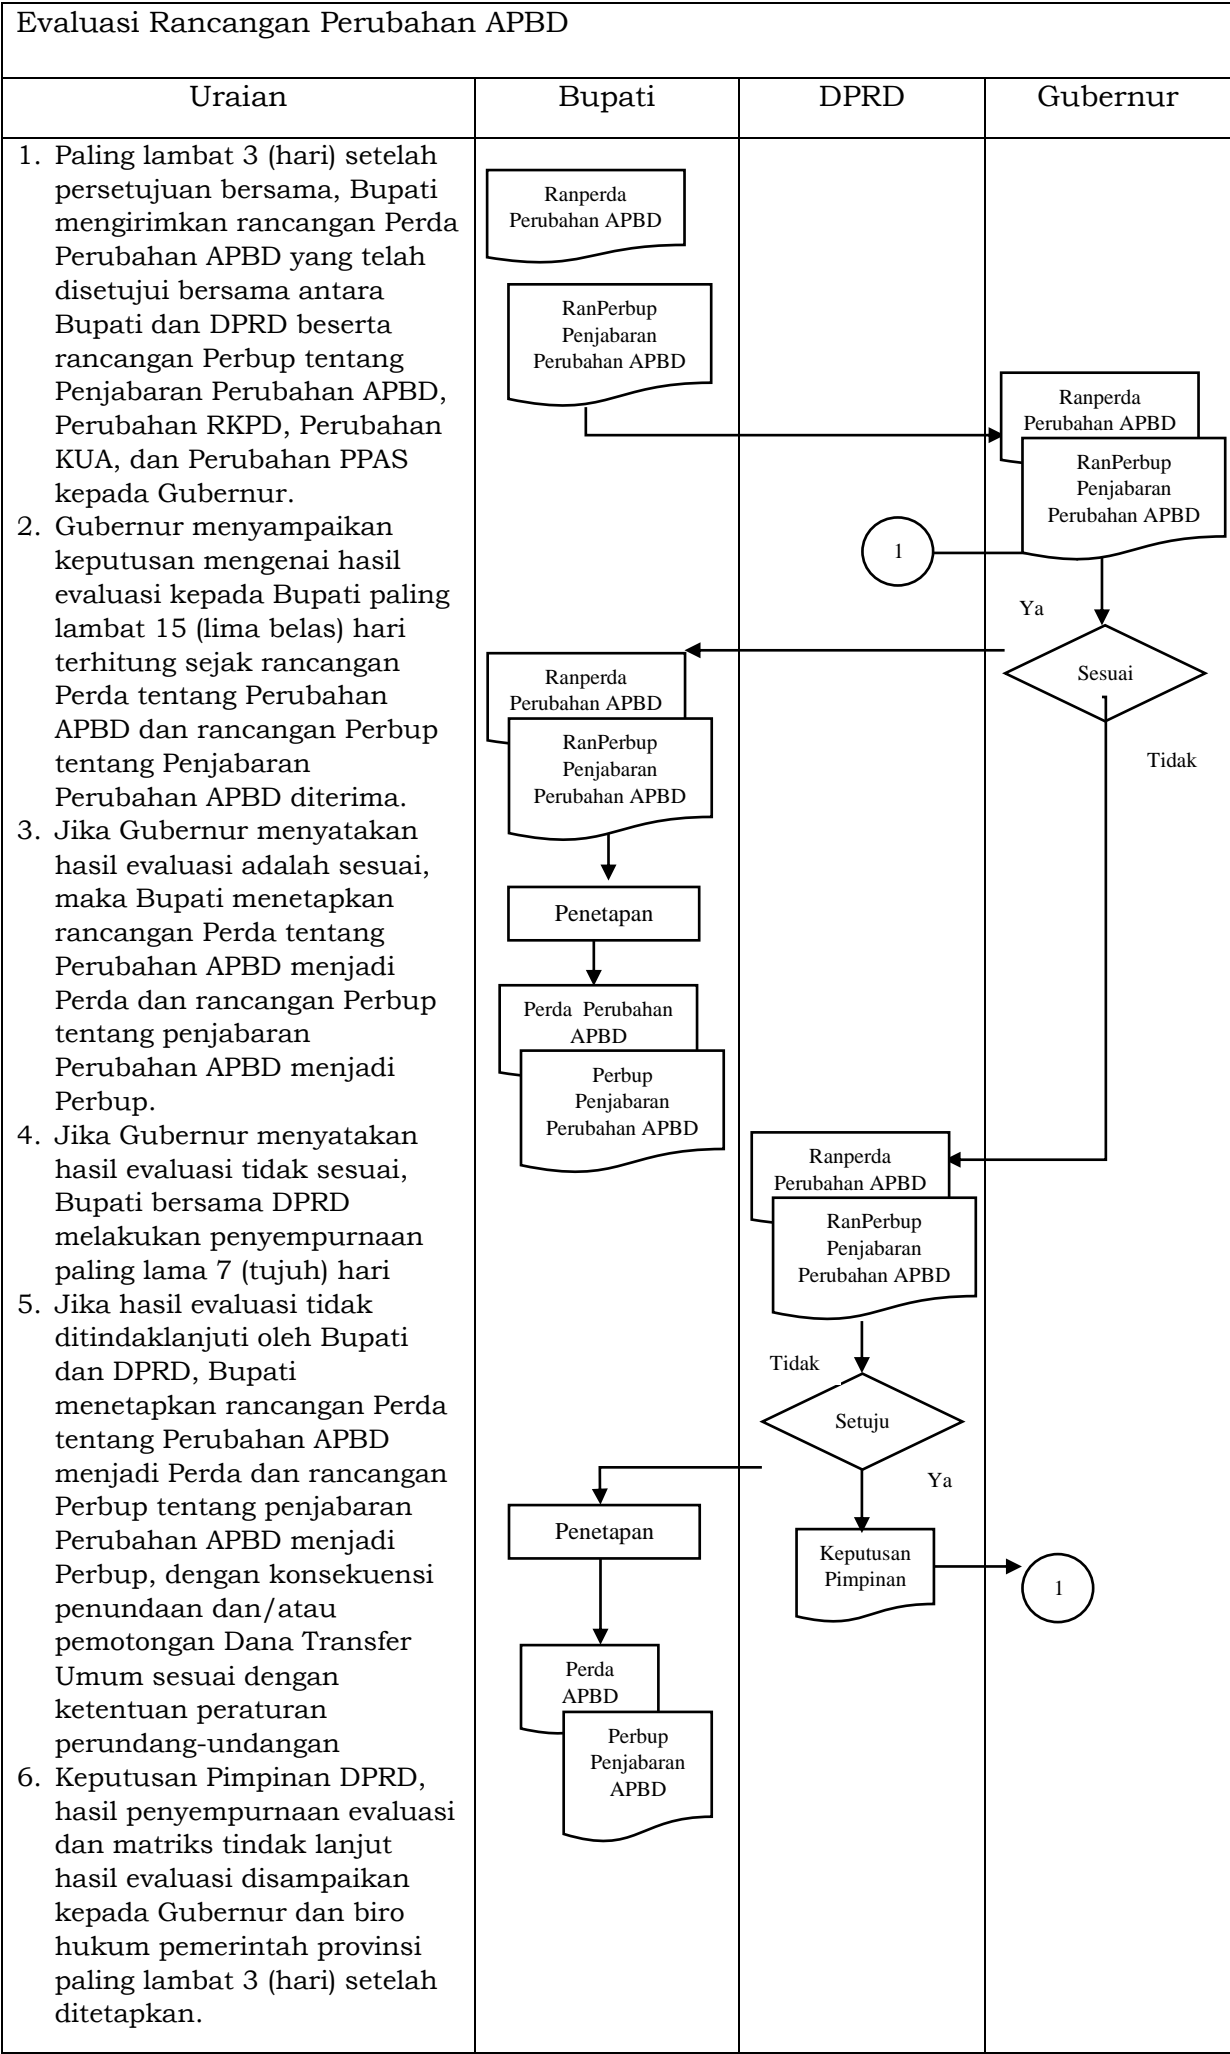 Evaluasi Rancangan Perubahan APBD
Uraian
Bupati
DPRD
Gubernur
1. Paling lambat 3 (hari) setelah
persetujuan bersama, Bupati
mengirimkan rancangan Perda
Perubahan APBD yang telah
disetujui bersama antara
Bupati dan DPRD beserta
rancangan Perbup tentang
Penjabaran Perubahan APBD,
Perubahan RKPD, Perubahan
KUA, dan Perubahan PPAS
kepada Gubernur.
2. Gubernur menyampaikan
keputusan mengenai hasil
evaluasi kepada Bupati paling
lambat 15 (lima belas) hari
terhitung sejak rancangan
Perda tentang Perubahan
APBD dan rancangan Perbup
tentang Penjabaran
Perubahan APBD diterima.
3. Jika Gubernur menyatakan
hasil evaluasi adalah sesuai,
maka Bupati menetapkan
rancangan Perda tentang
Perubahan APBD menjadi
Perda dan rancangan Perbup
tentang penjabaran
Perubahan APBD menjadi
Perbup.
4. Jika Gubernur menyatakan
hasil evaluasi tidak sesuai,
Bupati bersama DPRD
melakukan penyempurnaan
paling lama 7 (tujuh) hari
5. Jika hasil evaluasi tidak
ditindaklanjuti oleh Bupati
dan DPRD, Bupati
menetapkan rancangan Perda
tentang Perubahan APBD
menjadi Perda dan rancangan
Perbup tentang penjabaran
Perubahan APBD menjadi
Perbup, dengan konsekuensi
penundaan dan/atau
pemotongan Dana Transfer
Umum sesuai dengan
ketentuan peraturan
perundang-undangan
6. Keputusan Pimpinan DPRD,
hasil penyempurnaan evaluasi
dan matriks tindak lanjut
hasil evaluasi disampaikan
kepada Gubernur dan biro
hukum pemerintah provinsi
paling lambat 3 (hari) setelah
ditetapkan.
Ranperda
Perubahan APBD
RanPerbup
Penjabaran
Perubahan APBD
Ranperda
Perubahan APBD
RanPerbup
Penjabaran
Perubahan APBD
1
Ya
Sesuai
Tidak
Ranperda
Perubahan APBD
RanPerbup
Penjabaran
Perubahan APBD
Penetapan
Perda Perubahan
APBD
Perbup
Penjabaran
Perubahan APBD
Ranperda
Perubahan APBD
RanPerbup
Penjabaran
Perubahan APBD
Tidak
Setuju
Ya
Penetapan
Keputusan
Pimpinan
1
Perda
APBD
Perbup
Penjabaran
APBD